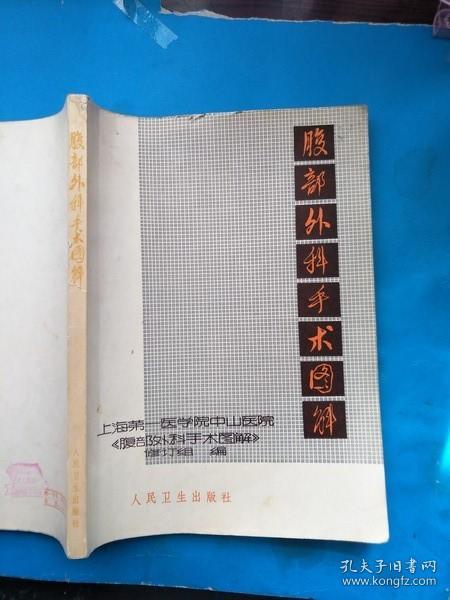 腹部外科手术图解
人民卫生出版社
腹部外科手术图解
上海第一医学院中山医院
《腹部外科手术图解》
修订组 编
人民卫生出版社
孔夫子旧书网
www.kongfz.com